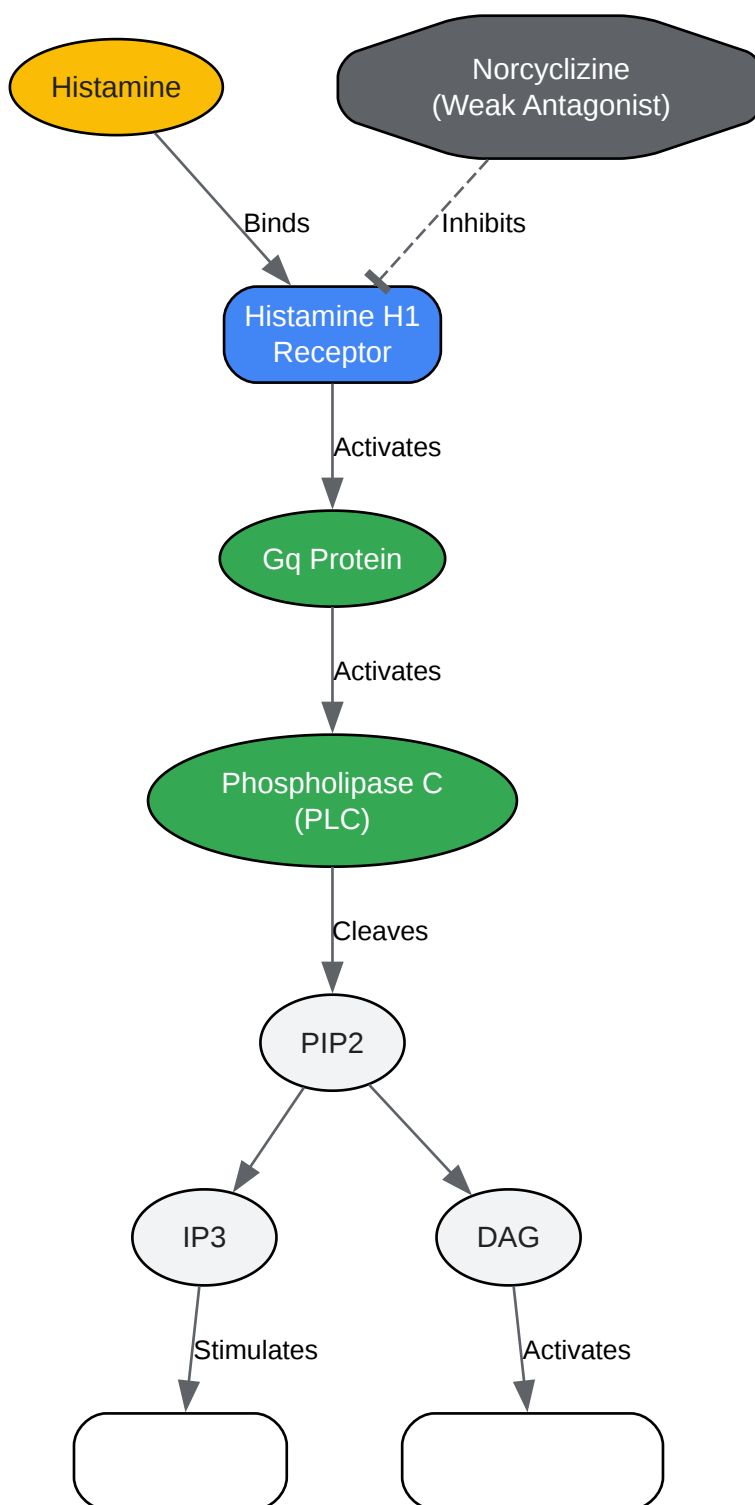 Histamine
Norcyclizine
(Weak Antagonist)
Binds
Inhibits
Histamine H1
Receptor
Activates
Gq Protein
Activates
Phospholipase C
(PLC)
Cleaves
PIP2
IP3
DAG
Stimulates
Activates